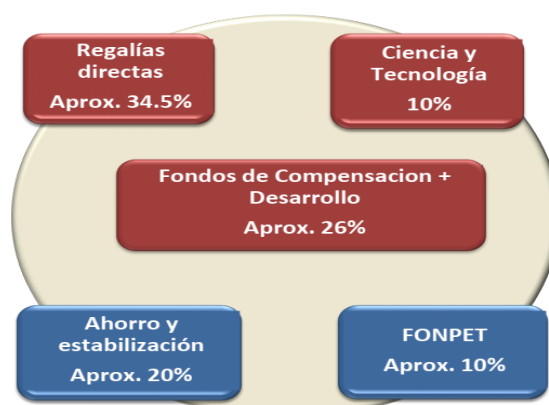 Regalías
directas
Aprox. 34.5%
Ciencia y
Tecnología
10%
Fondos de Compensacion +
Desarrollo
Aprox. 26%
Ahorro y
estabilización
Aprox. 20%
FONPET
Aprox. 10%